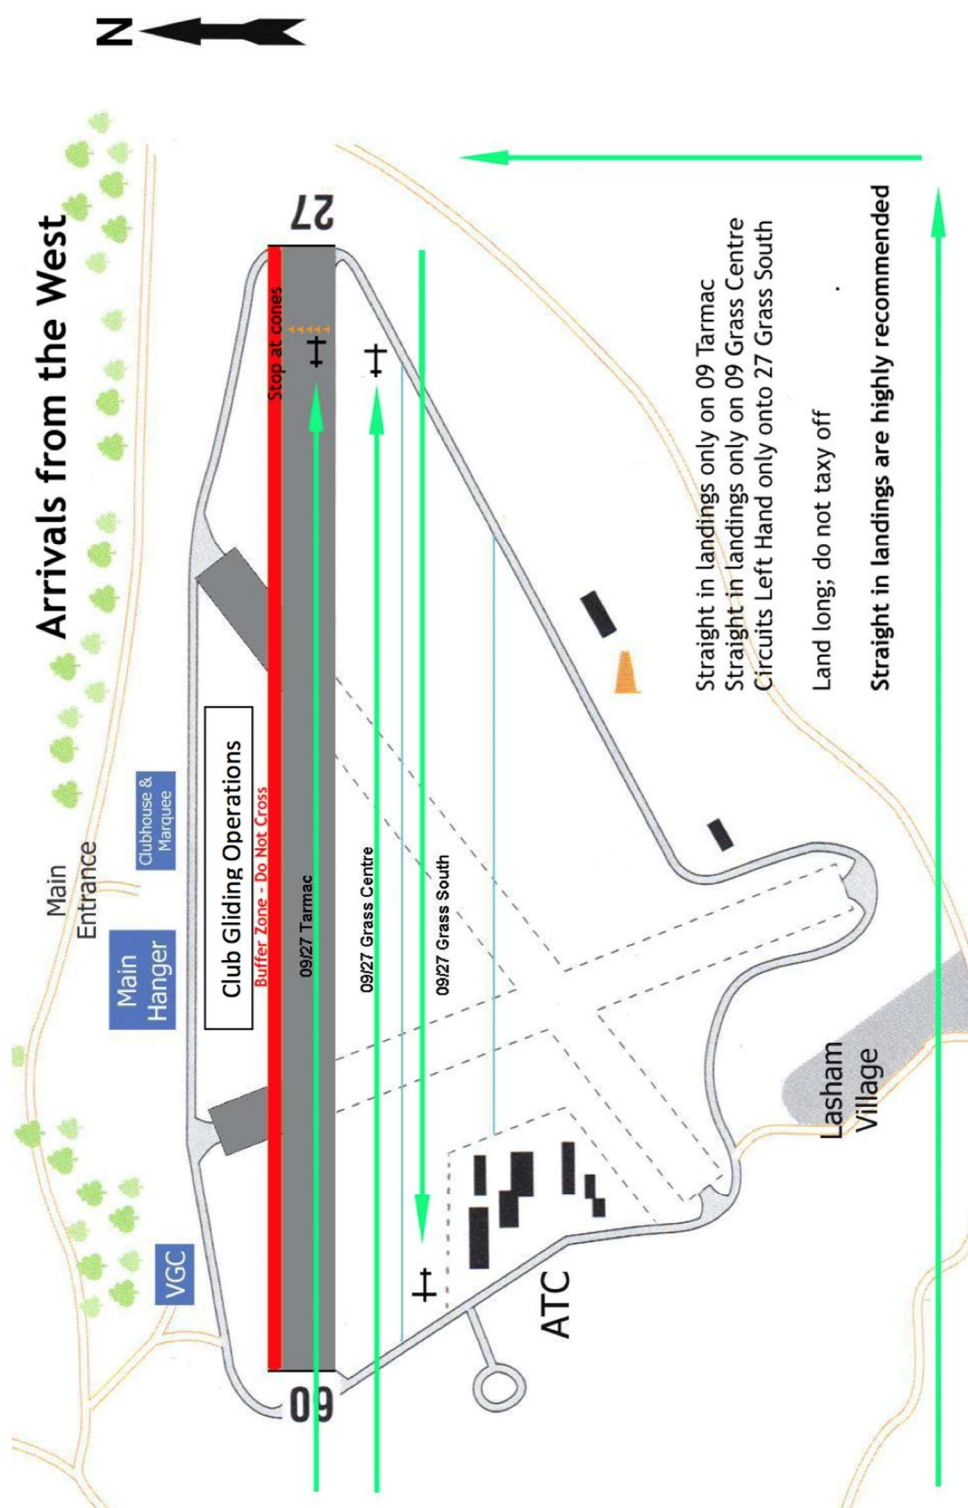 N
Arrivals from the West
Main
Entrance
Clubhouse &
Marquee
Main
Hanger
VGC
Club Gliding Operations
Buffer Zone - Do Not Cross
Stop at cones
27
09
09/27 Tarmac
09/27 Grass Centre
09/27 Grass South
ATC
Lasham
Village
Straight in landings only on 09 Tarmac
Straight in landings only on 09 Grass Centre
Circuits Left Hand only onto 27 Grass South
Land long; do not taxy off
Straight in landings are highly recommended